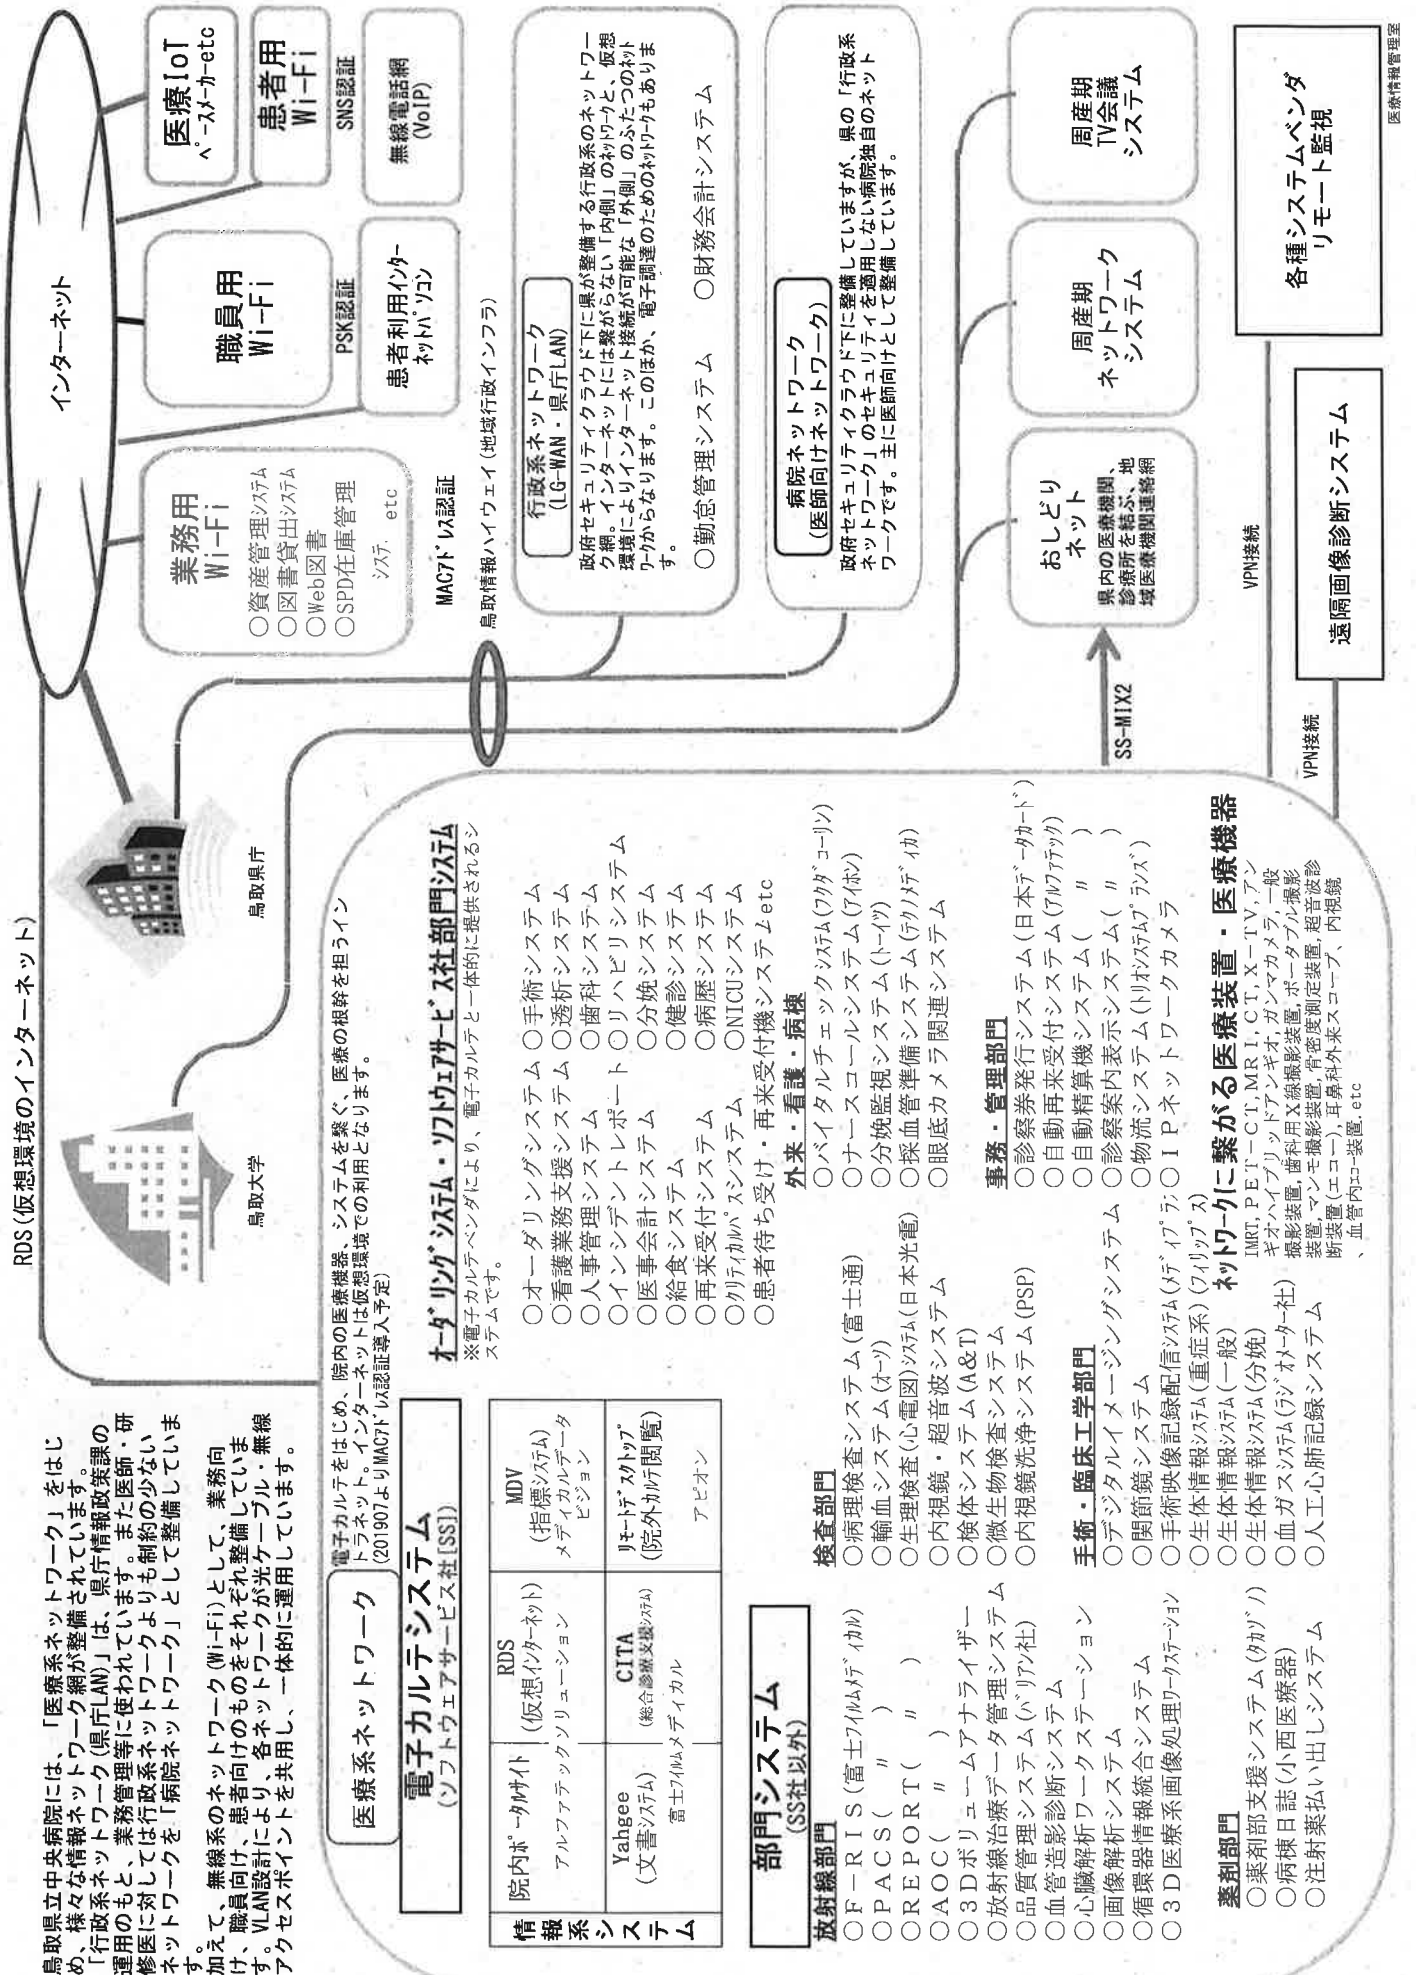 鳥取県立中央病院には、「医療系ネットワーク」をはじ
め、様々な情報ネットワーク網が整備されています。
「行政系ネットワーク(県庁LAN)」は、県庁情報政策課の
運用のもと、業務管理等に使われています。また医師・研
修医に対しては行政系ネットワークよりも制約の少ない
ネットワークを「病院ネットワーク」として整備していま
す。
加えて、無線系のネットワーク(Wi-Fi)として、業務向
け、職員向け、患者向けのものをそれぞれ整備していま
す。VLAN設計により、各ネットワークが光ケーブル・無線
アクセスポイントを共用し、一体的に運用しています。
RDS(仮想環境のインターネット)
鳥取大学
鳥取県庁
インターネット
業務用
Wi-Fi
○資産管理システム
○図書貸出システム
○Web図書
○SPD在庫管理
システ. etc
MACアドレス認証
職員用
Wi-Fi
PSK認証
医療IoT
ペースメーカーetc
患者用
Wi-Fi
SNS認証
患者利用インター
ネットパソコン
無線電話網
(VoIP)
鳥取情報ハイウェイ(地域行政インフラ)
行政系ネットワーク
(LG-WAN・県庁LAN)
政府セキュリティクラウド下に県が整備する行政系のネットワー
ク網。インターネットには繋がらない「内側」のネットワークと、仮想
環境によりインターネット接続が可能な「外側」のふたつのネット
ワークからなります。このほか、電子調達のためのネットワークもありま
す。
○勤怠管理システム ○財務会計システム
病院ネットワーク
(医師向けネットワーク)
政府セキュリティクラウド下に整備していますが、県の「行政系
ネットワーク」のセキュリティを適用しない病院独自のネット
ワークです。主に医師向けとして整備しています。
おしどり
ネット
県内の医療機関、
診療所を結ぶ、地
域医療機関連絡網
周産期
ネットワーク
システム
周産期
TV会議
システム
SS-MIX2
VPN接続
各種システムベンダ
リモート監視
VPN接続
遠隔画像診断システム
医療系ネットワーク
電子カルテをはじめ、院内の医療機器、システムを繋ぐ、医療の根幹を担うイン
トラネット。インターネットは仮想環境での利用となります。
(201907よりMACアドレス認証導入予定)
電子カルテシステム
(ソフトウェアサービス社[SS])
情報系システム
院内ポータルサイト
RDS
(仮想インターネット)
アルファテックソリューション
MDV
(指標システム)
メディカルデータ
ビジョン
Yahgee
(文書システム)
CITA
(総合診療支援システム)
富士フイルムメディカル
リモートデスクトップ
(院外カルテ閲覧)
アピオン
オーダリングシステム・ソフトウェアサービス社部門システム
※電子カルテベンダにより、電子カルテと一体的に提供されるシ
ステムです。
○オーダリングシステム ○手術システム
○看護業務支援システム ○透析システム
○人事管理システム ○歯科システム
○インシデントレポート ○リハビリシステム
○医事会計システム ○分娩システム
○給食システム ○健診システム
○再来受付システム ○病歴システム
○クリティカルパスシステム ○NICUシステム
○患者待ち受け・再来受付機システムetc
部門システム
(SS社以外)
放射線部門
○F-RIS(富士フイルムメディカル)
○PACS( 〃 )
○REPORT( 〃 )
○AOC( 〃 )
○3Dボリュームアナライザー
○放射線治療データ管理システム
○品質管理システム(バリアン社)
○血管造影診断システム
○心臓解析ワークステーション
○画像解析システム
○循環器情報統合システム
○3D医療系画像処理ワークステーション
薬剤部門
○薬剤部支援システム(タカゾノ)
○病棟日誌(小西医療器)
○注射薬払い出しシステム
検査部門
○病理検査システム(富士通)
○輸血システム(オーソ)
○生理検査(心電図)システム(日本光電)
○内視鏡・超音波システム
○検体システム(A&T)
○微生物検査システム
○内視鏡洗浄システム(PSP)
手術・臨床工学部門
○デジタルイメージングシステム
○関節鏡システム
○手術映像記録配信システム(メディプラ
○生体情報システム(重症系)(フィリップス)
○生体情報システム(一般)
○生体情報システム(分娩)
○血ガスシステム(ラジオメーター社)
○人工心肺記録システム
外来・看護・病棟
○バイタルチェックシステム(フクダコーリン)
○ナースコールシステム(アイホン)
○分娩監視システム(トーイツ)
○採血管準備システム(テクノメディカ)
○眼底カメラ関連システム
事務・管理部門
○診察券発行システム(日本データカード)
○自動再来受付システム(アルファテック)
○自動精算機システム( 〃 )
○診察案内表示システム( 〃 )
○物流システム(トリオシステムプランズ)
○IPネットワークカメラ
ネットワークに繋がる医療装置・医療機器
IMRT,PET-CT,MRI,CT,X-TV,アン
ギオハイブリッドアンギオ,ガンマカメラ,一般
撮影装置,歯科用X線撮影装置,ポータブル撮影
装置,マンモ撮影装置,骨密度測定装置,超音波診
断装置(エコー),耳鼻科外来スコープ、内視鏡
、血管内エコー装置.etc
医療情報管理室